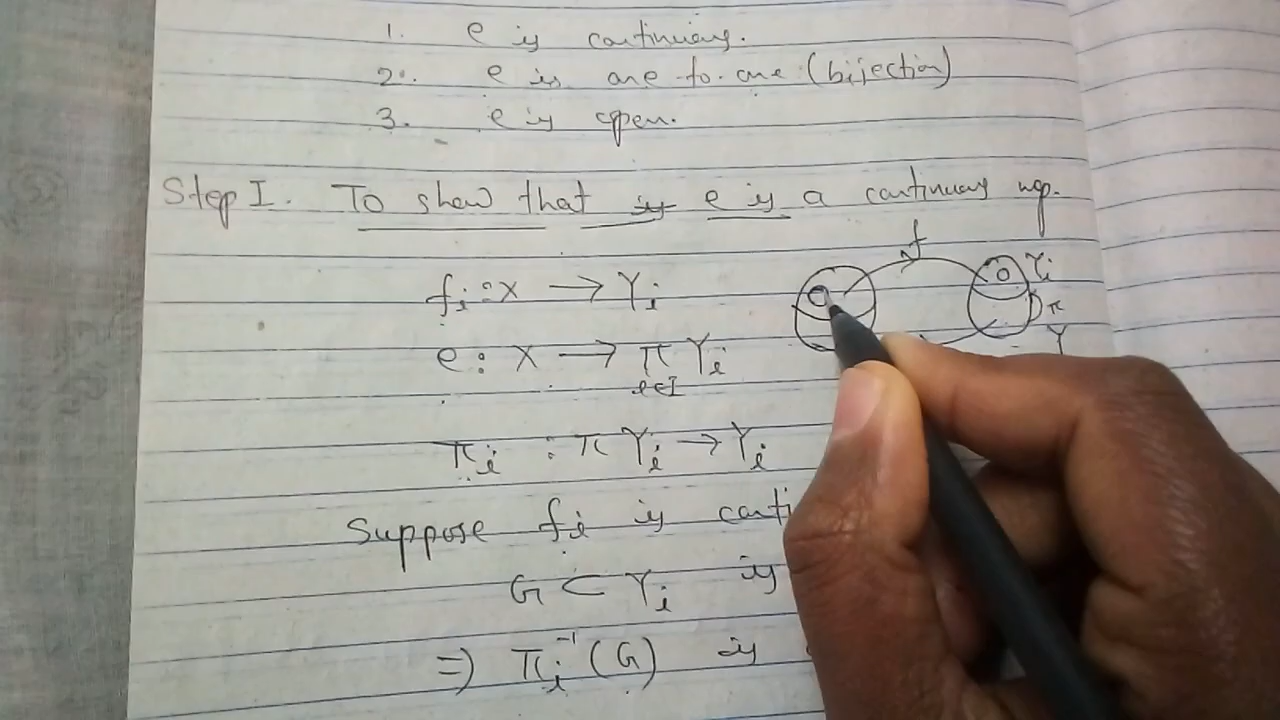 1. e is continuous.
2. e is one-to-one (bijection)
3. e is open.
Step I. To show that is e is a continuous map.
f
fi : X → Yi
Yi
π
e : X → π Yi
i∈I
Y
πi : π Yi → Yi
Suppose fi is conti
G ⊂ Yi is
=) πi⁻¹(G) is